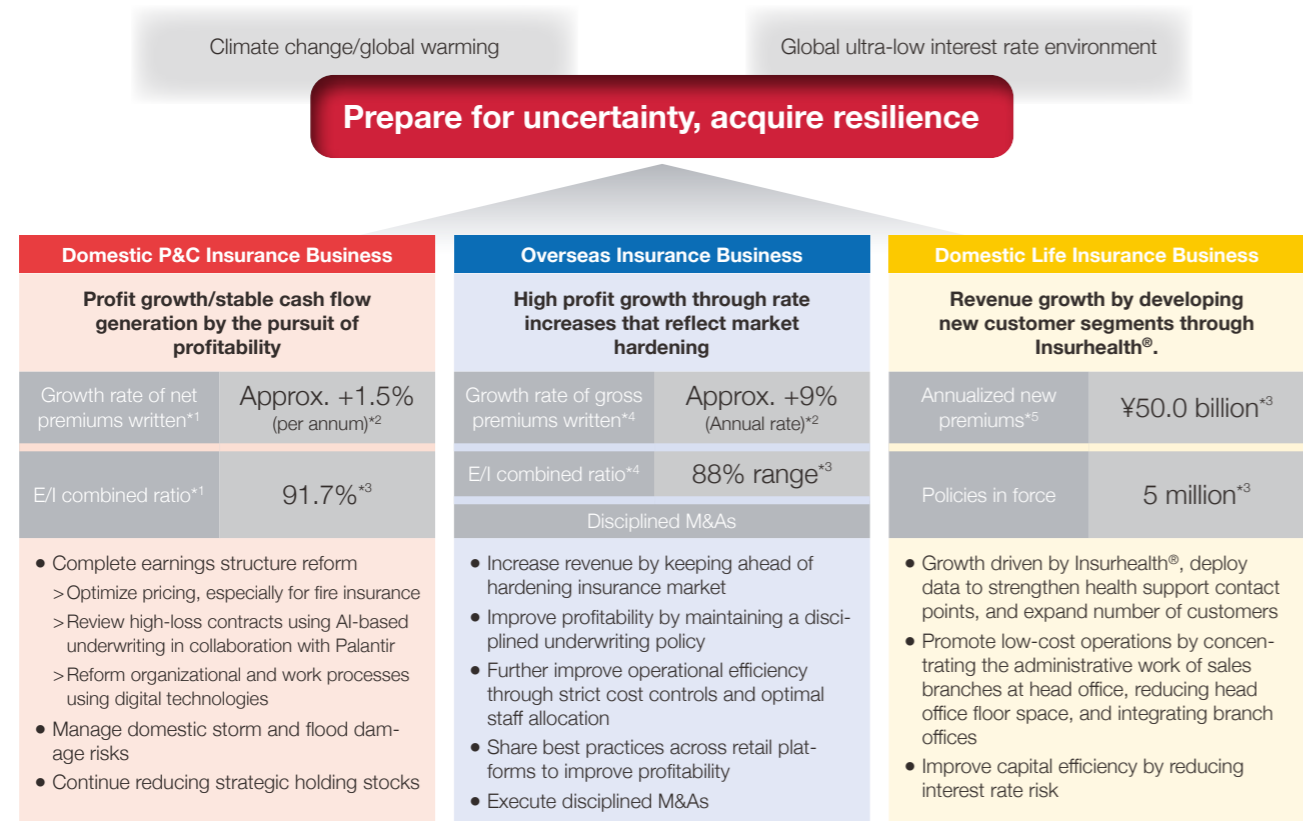 Climate change/global warming
Global ultra-low interest rate environment
Prepare for uncertainty, acquire resilience
Domestic P&C Insurance Business
Profit growth/stable cash flow
generation by the pursuit of
profitability
Growth rate of net
premiums written*1
Approx. +1.5%
(per annum)*2
E/I combined ratio*1
91.7%*3
• Complete earnings structure reform
>Optimize pricing, especially for fire insurance
>Review high-loss contracts using AI-based
underwriting in collaboration with Palantir
>Reform organizational and work processes
using digital technologies
• Manage domestic storm and flood dam-
age risks
• Continue reducing strategic holding stocks
Overseas Insurance Business
High profit growth through rate
increases that reflect market
hardening
Growth rate of gross
premiums written*4
Approx. +9%
(Annual rate)*2
E/I combined ratio*4
88% range*3
Disciplined M&As
• Increase revenue by keeping ahead of
hardening insurance market
• Improve profitability by maintaining a disci-
plined underwriting policy
• Further improve operational efficiency
through strict cost controls and optimal
staff allocation
• Share best practices across retail plat-
forms to improve profitability
• Execute disciplined M&As
Domestic Life Insurance Business
Revenue growth by developing
new customer segments through
Insurhealth®.
Annualized new
premiums*5
¥50.0 billion*3
Policies in force
5 million*3
• Growth driven by Insurhealth®, deploy
data to strengthen health support contact
points, and expand number of customers
• Promote low-cost operations by concen-
trating the administrative work of sales
branches at head office, reducing head
office floor space, and integrating branch
offices
• Improve capital efficiency by reducing
interest rate risk